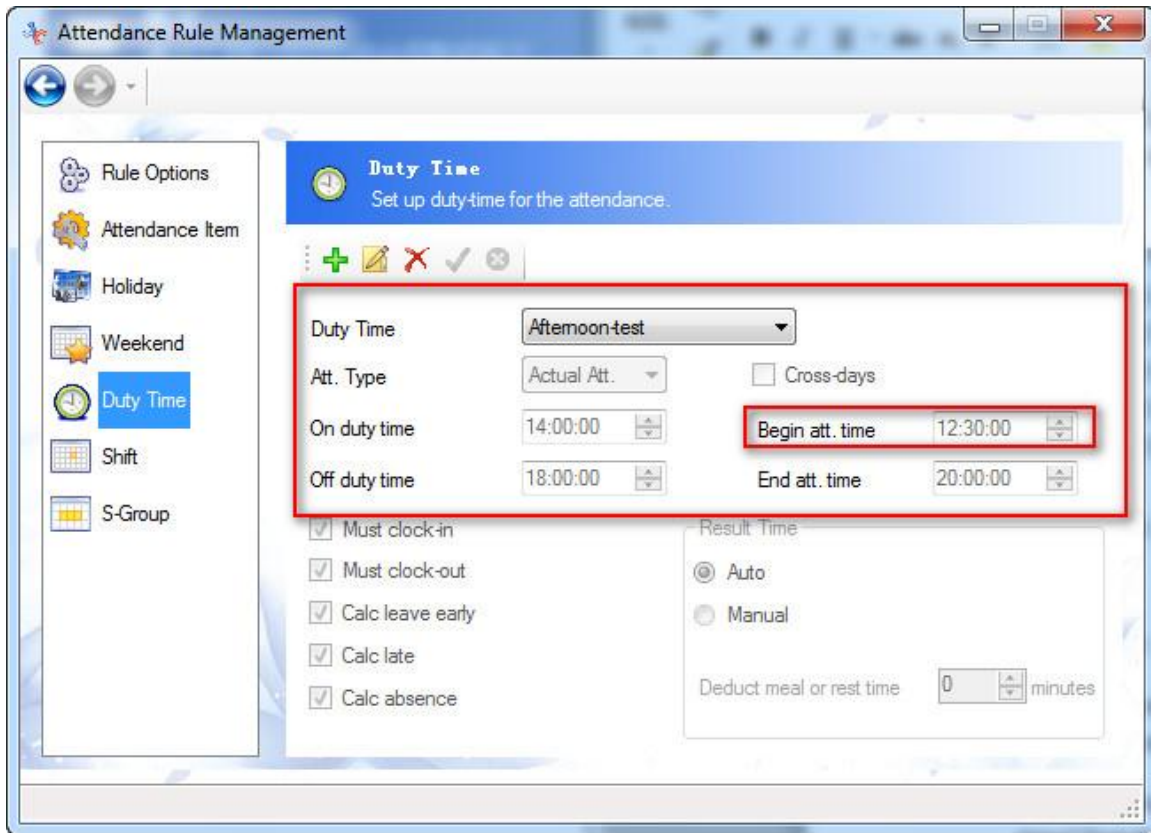 Attendance Rule Management
Rule Options
Attendance Item
Holiday
Weekend
Duty Time
Shift
S-Group
Duty Time
Set up duty-time for the attendance.
Duty Time Afternoon-test
Att. Type Actual Att. Cross-days
On duty time 14:00:00 Begin att. time 12:30:00
Off duty time 18:00:00 End att. time 20:00:00
Must clock-in
Must clock-out
Calc leave early
Calc late
Calc absence
Result Time
Auto
Manual
Deduct meal or rest time 0 minutes